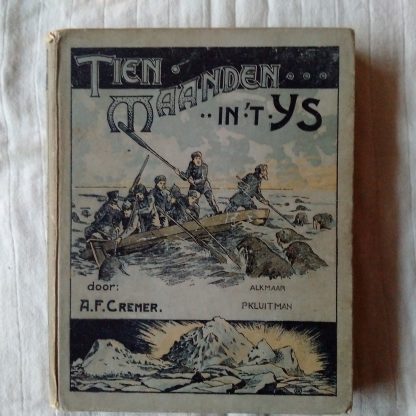 TIEN
MAANDEN...
..IN 'T YS
door:
A.F. CREMER.
ALKMAAR
P. KLUITMAN